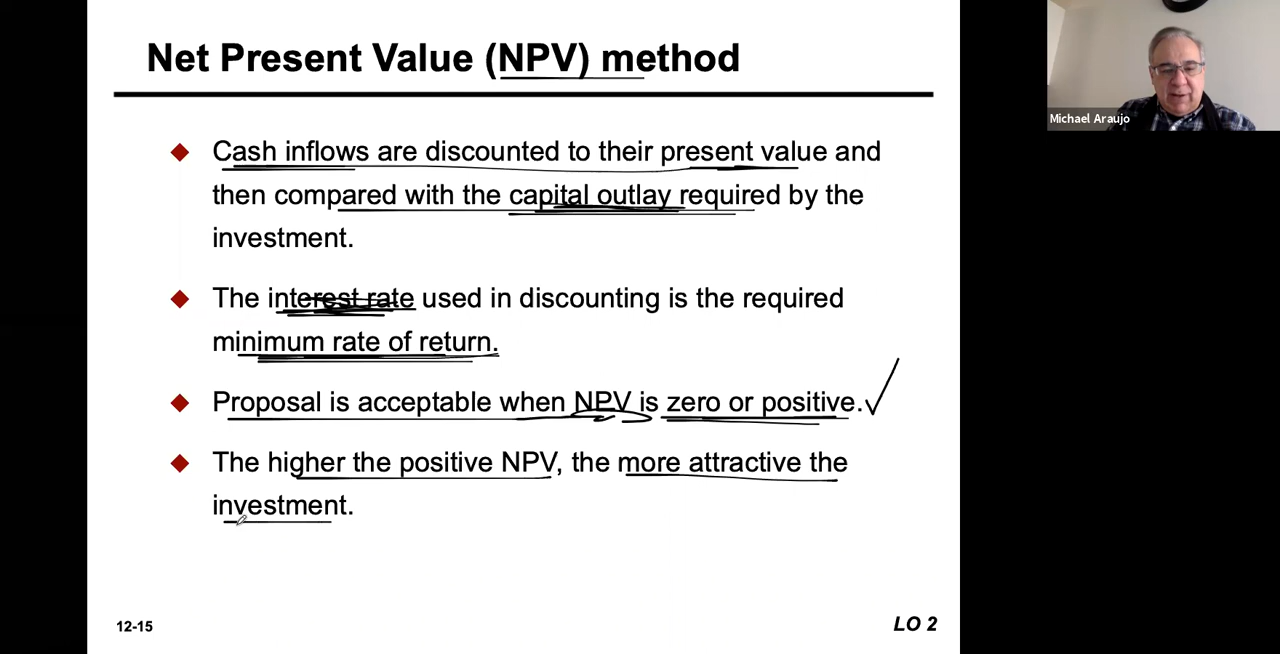 Net Present Value (NPV) method
Michael Araujo
◆ Cash inflows are discounted to their present value and
then compared with the capital outlay required by the
investment.
◆ The interest rate used in discounting is the required
minimum rate of return.
◆ Proposal is acceptable when NPV is zero or positive.
◆ The higher the positive NPV, the more attractive the
investment.
12-15
LO 2